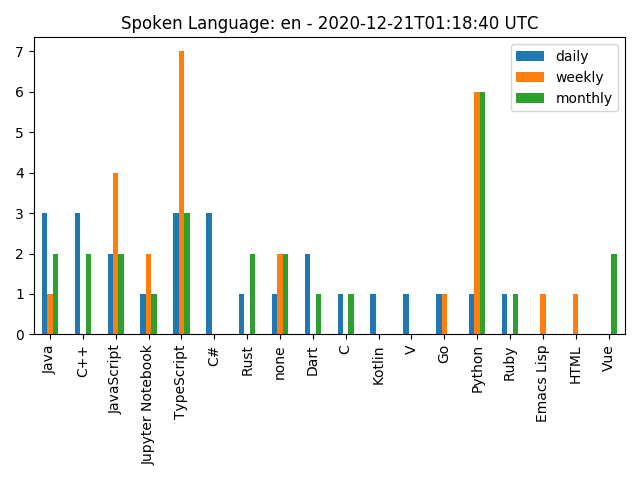 Spoken Language: en - 2020-12-21T01:18:40 UTC
daily
weekly
monthly
7
6
5
4
3
2
1
0
Java
C++
JavaScript
Jupyter Notebook
TypeScript
C#
Rust
none
Dart
C
Kotlin
V
Go
Python
Ruby
Emacs Lisp
HTML
Vue